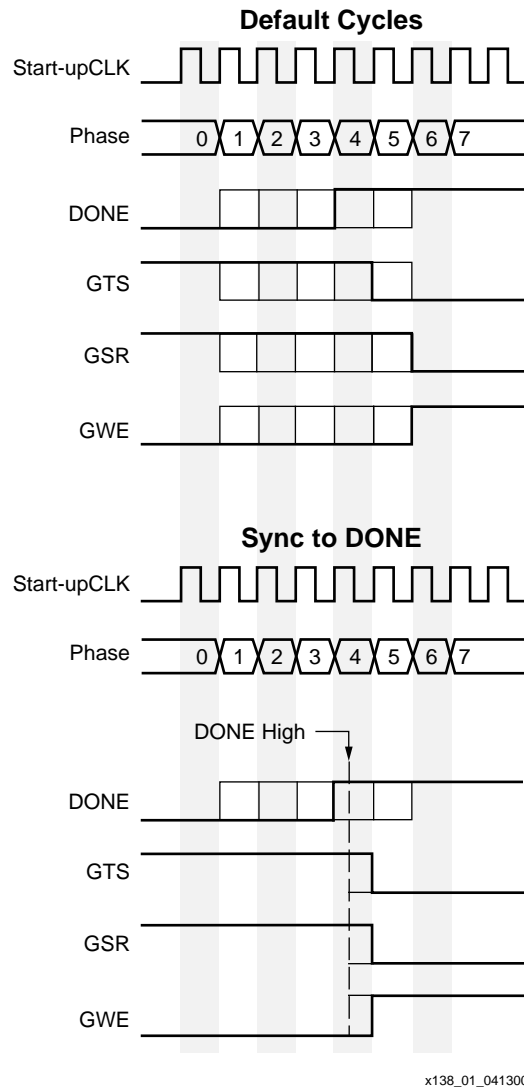 Default Cycles
Start-upCLK
Phase 0 1 2 3 4 5 6 7
DONE
GTS
GSR
GWE
Sync to DONE
Start-upCLK
Phase 0 1 2 3 4 5 6 7
DONE High
DONE
GTS
GSR
GWE
x138_01_041300